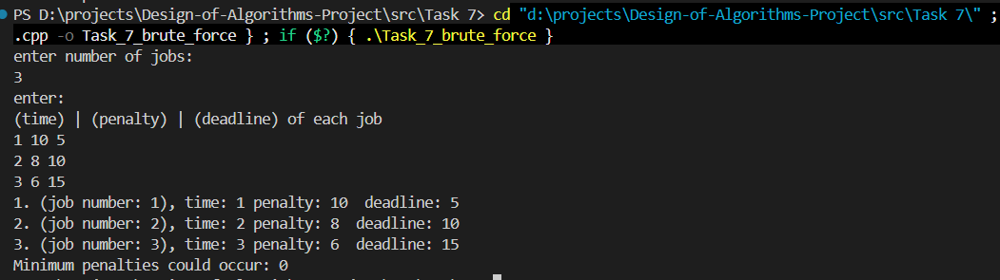 PS D:\projects\Design-of-Algorithms-Project\src\Task 7> cd "d:\projects\Design-of-Algorithms-Project\src\Task 7\" ;
.cpp -o Task_7_brute_force } ; if ($?) { .\Task_7_brute_force }
enter number of jobs:
3
enter:
(time) | (penalty) | (deadline) of each job
1 10 5
2 8 10
3 6 15
1. (job number: 1), time: 1 penalty: 10  deadline: 5
2. (job number: 2), time: 2 penalty: 8  deadline: 10
3. (job number: 3), time: 3 penalty: 6  deadline: 15
Minimum penalties could occur: 0